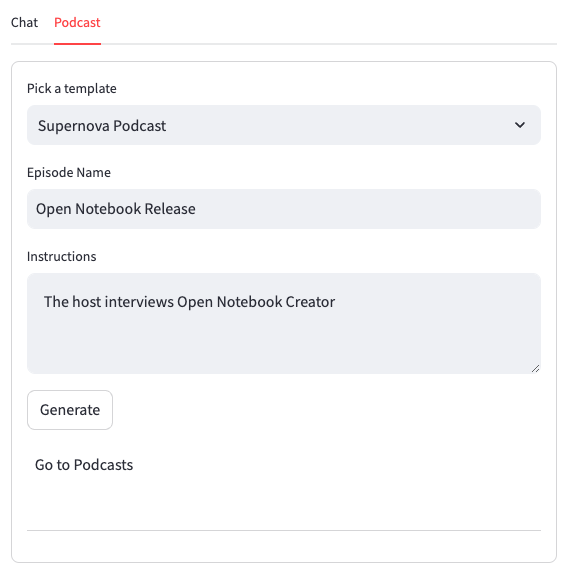 Chat Podcast
Pick a template
Supernova Podcast
Episode Name
Open Notebook Release
Instructions
The host interviews Open Notebook Creator
Generate
Go to Podcasts